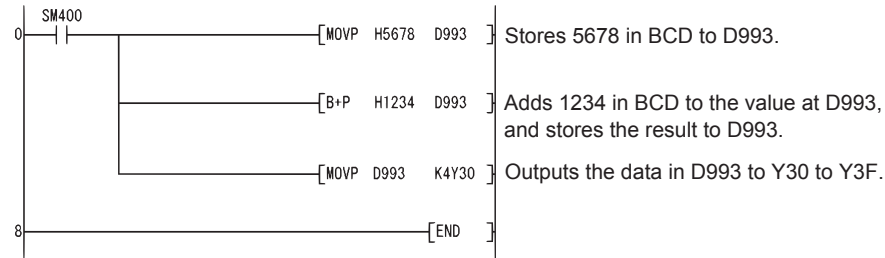 SM400
0 [MOVP H5678 D993 ] Stores 5678 in BCD to D993.
[B+P H1234 D993 ] Adds 1234 in BCD to the value at D993,
and stores the result to D993.
[MOVP D993 K4Y30 ] Outputs the data in D993 to Y30 to Y3F.
8 [END ]